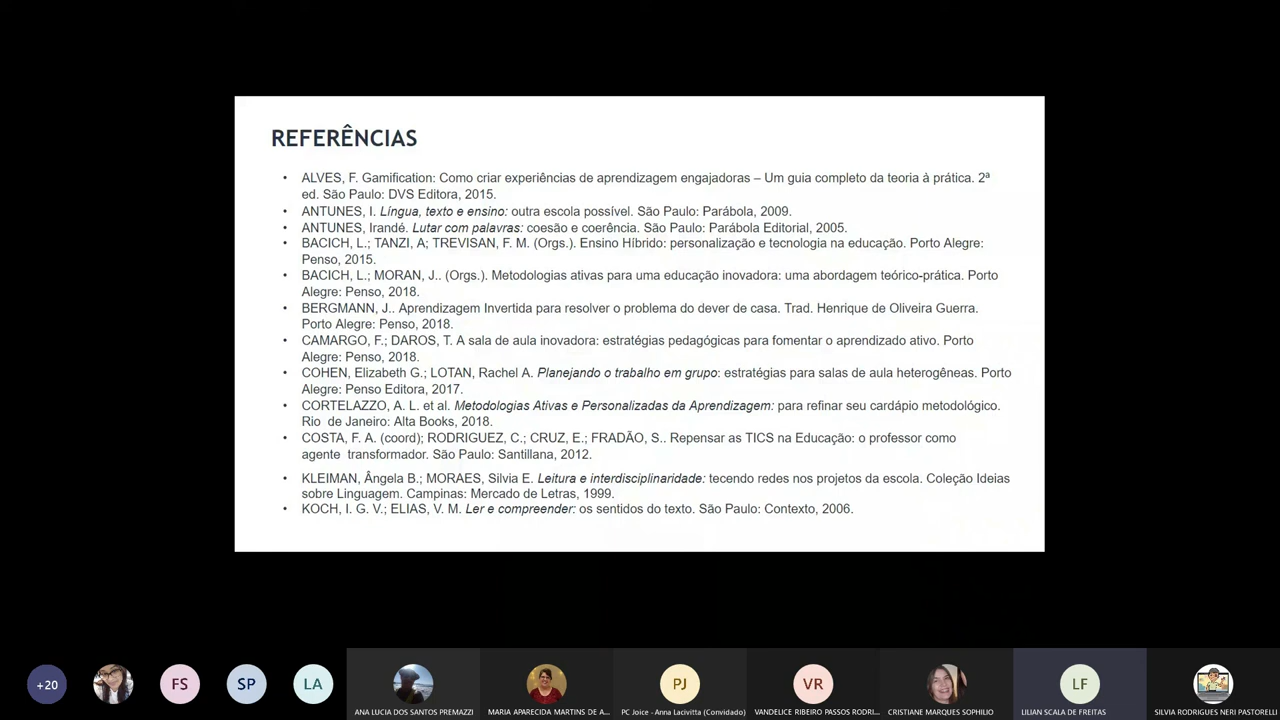 REFERÊNCIAS
• ALVES, F. Gamification: Como criar experiências de aprendizagem engajadoras – Um guia completo da teoria à prática. 2ª
ed. São Paulo: DVS Editora, 2015.
• ANTUNES, I. Língua, texto e ensino: outra escola possível. São Paulo: Parábola, 2009.
• ANTUNES, Irandé. Lutar com palavras: coesão e coerência. São Paulo: Parábola Editorial, 2005.
• BACICH, L.; TANZI, A; TREVISAN, F. M. (Orgs.). Ensino Híbrido: personalização e tecnologia na educação. Porto Alegre:
Penso, 2015.
• BACICH, L.; MORAN, J.. (Orgs.). Metodologias ativas para uma educação inovadora: uma abordagem teórico-prática. Porto
Alegre: Penso, 2018.
• BERGMANN, J.. Aprendizagem Invertida para resolver o problema do dever de casa. Trad. Henrique de Oliveira Guerra.
Porto Alegre: Penso, 2018.
• CAMARGO, F.; DAROS, T. A sala de aula inovadora: estratégias pedagógicas para fomentar o aprendizado ativo. Porto
Alegre: Penso, 2018.
• COHEN, Elizabeth G.; LOTAN, Rachel A. Planejando o trabalho em grupo: estratégias para salas de aula heterogêneas. Porto
Alegre: Penso Editora, 2017.
• CORTELAZZO, A. L. et al. Metodologias Ativas e Personalizadas da Aprendizagem: para refinar seu cardápio metodológico.
Rio de Janeiro: Alta Books, 2018.
• COSTA, F. A. (coord); RODRIGUEZ, C.; CRUZ, E.; FRADÃO, S.. Repensar as TICS na Educação: o professor como
agente transformador. São Paulo: Santillana, 2012.
• KLEIMAN, Ângela B.; MORAES, Silvia E. Leitura e interdisciplinaridade: tecendo redes nos projetos da escola. Coleção Ideias
sobre Linguagem. Campinas: Mercado de Letras, 1999.
• KOCH, I. G. V.; ELIAS, V. M. Ler e compreender: os sentidos do texto. São Paulo: Contexto, 2006.
+20 FS SP LA PJ VR LF
ANA LUCIA DOS SANTOS PREMAZZI MARIA APARECIDA MARTINS DE A... PC Joice - Anna Lacivitta (Convidado) VANDELICE RIBEIRO PASSOS RODRI... CRISTIANE MARQUES SOPHILIO LILIAN SCALA DE FREITAS SILVIA RODRIGUES NERI PASTORELLI